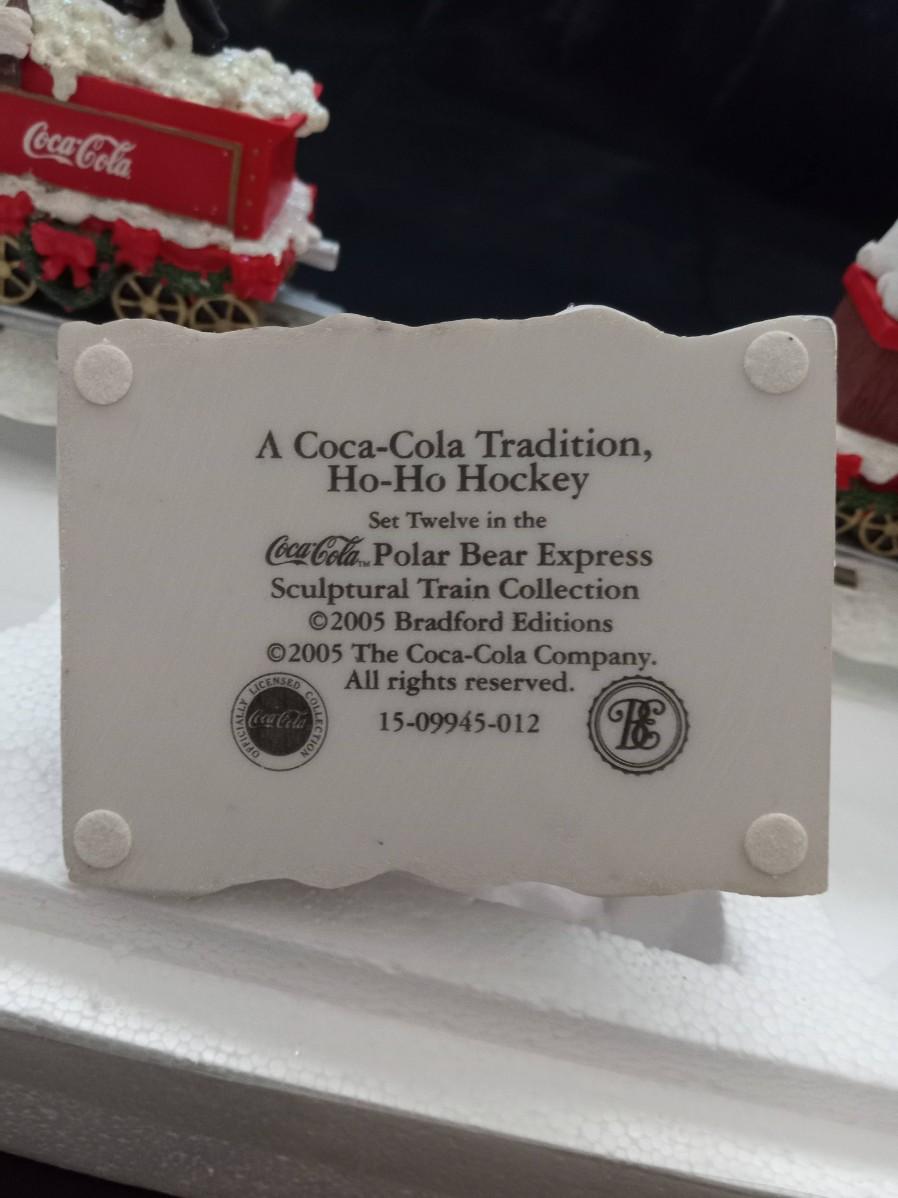 Coca-Cola
A Coca-Cola Tradition,
Ho-Ho Hockey
Set Twelve in the
Coca-Cola™ Polar Bear Express
Sculptural Train Collection
©2005 Bradford Editions
©2005 The Coca-Cola Company.
All rights reserved.
15-09945-012
OFFICIALLY LICENSED COLLECTION
Coca-Cola
BE